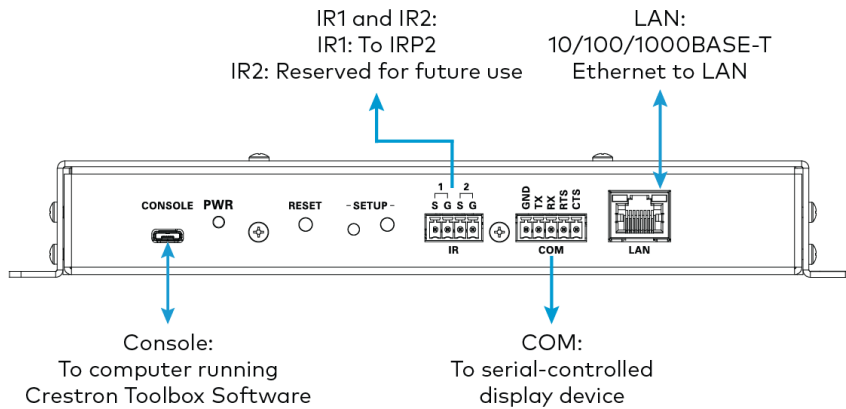 IR1 and IR2:
IR1: To IRP2
IR2: Reserved for future use
LAN:
10/100/1000BASE-T
Ethernet to LAN
CONSOLE
PWR
RESET
- SETUP -
1 2
S G S G
IR
GND
TX
RX
RTS
CTS
COM
LAN
Console:
To computer running
Crestron Toolbox Software
COM:
To serial-controlled
display device